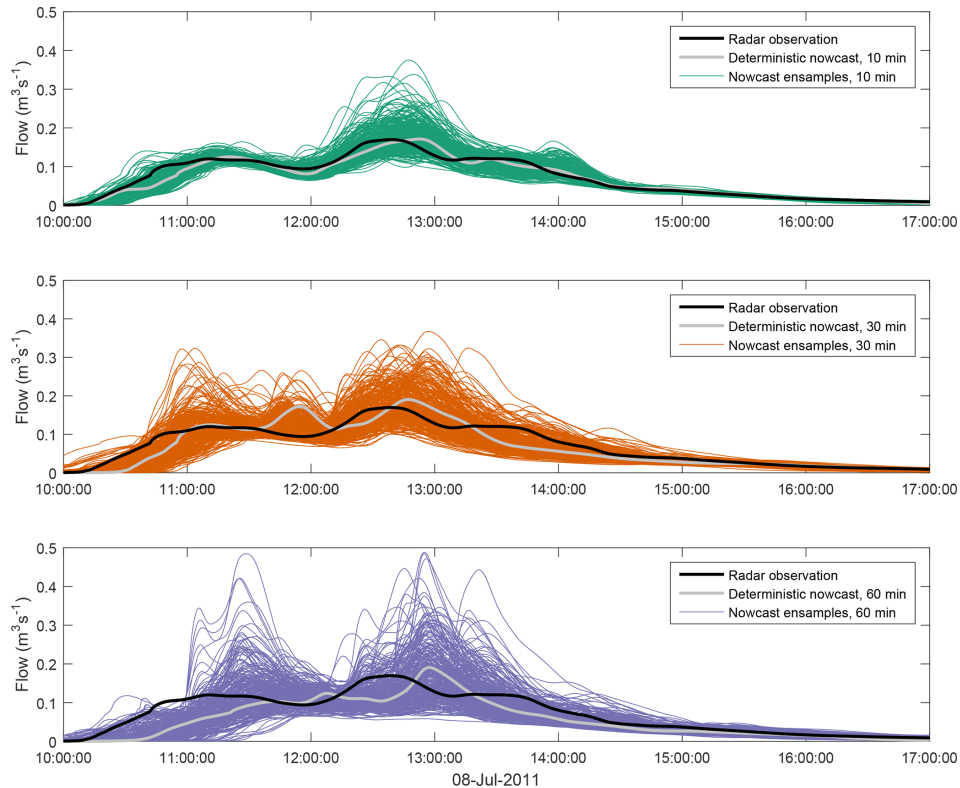 0.5
0.4
0.3
0.2
0.1
0
Flow (m³s⁻¹)
Radar observation
Deterministic nowcast, 10 min
Nowcast ensamples, 10 min
10:00:00 11:00:00 12:00:00 13:00:00 14:00:00 15:00:00 16:00:00 17:00:00
0.5
0.4
0.3
0.2
0.1
0
Flow (m³s⁻¹)
Radar observation
Deterministic nowcast, 30 min
Nowcast ensamples, 30 min
10:00:00 11:00:00 12:00:00 13:00:00 14:00:00 15:00:00 16:00:00 17:00:00
0.5
0.4
0.3
0.2
0.1
0
Flow (m³s⁻¹)
Radar observation
Deterministic nowcast, 60 min
Nowcast ensamples, 60 min
10:00:00 11:00:00 12:00:00 13:00:00 14:00:00 15:00:00 16:00:00 17:00:00
08-Jul-2011